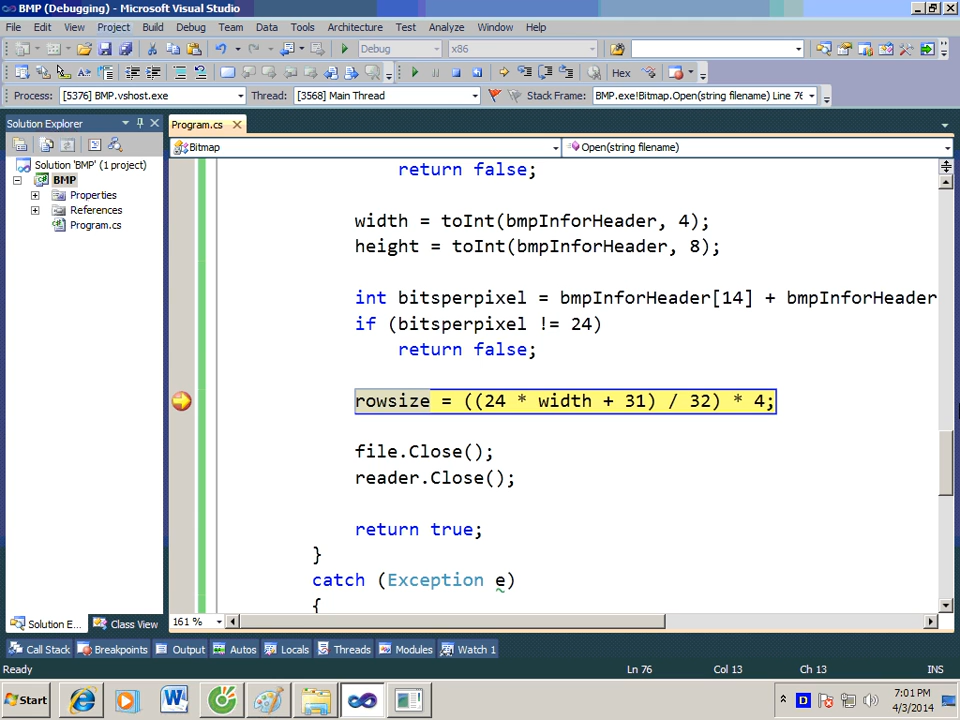 BMP (Debugging) - Microsoft Visual Studio
File Edit View Project Build Debug Team Data Tools Architecture Test Analyze Window Help
Debug x86
Hex
Process: [5376] BMP.vshost.exe Thread: [3568] Main Thread Stack Frame: BMP.exe!Bitmap.Open(string filename) Line 76
Solution Explorer
Program.cs
Bitmap Open(string filename)
Solution 'BMP' (1 project)
BMP
Properties
References
Program.cs
return false;
width = toInt(bmpInforHeader, 4);
height = toInt(bmpInforHeader, 8);
int bitsperpixel = bmpInforHeader[14] + bmpInforHeader
if (bitsperpixel != 24)
return false;
rowsize = ((24 * width + 31) / 32) * 4;
file.Close();
reader.Close();
return true;
}
catch (Exception e)
{
Solution E... Class View
161 %
Call Stack Breakpoints Output Autos Locals Threads Modules Watch 1
Ready Ln 76 Col 13 Ch 13 INS
Start
W
D
7:01 PM
4/3/2014